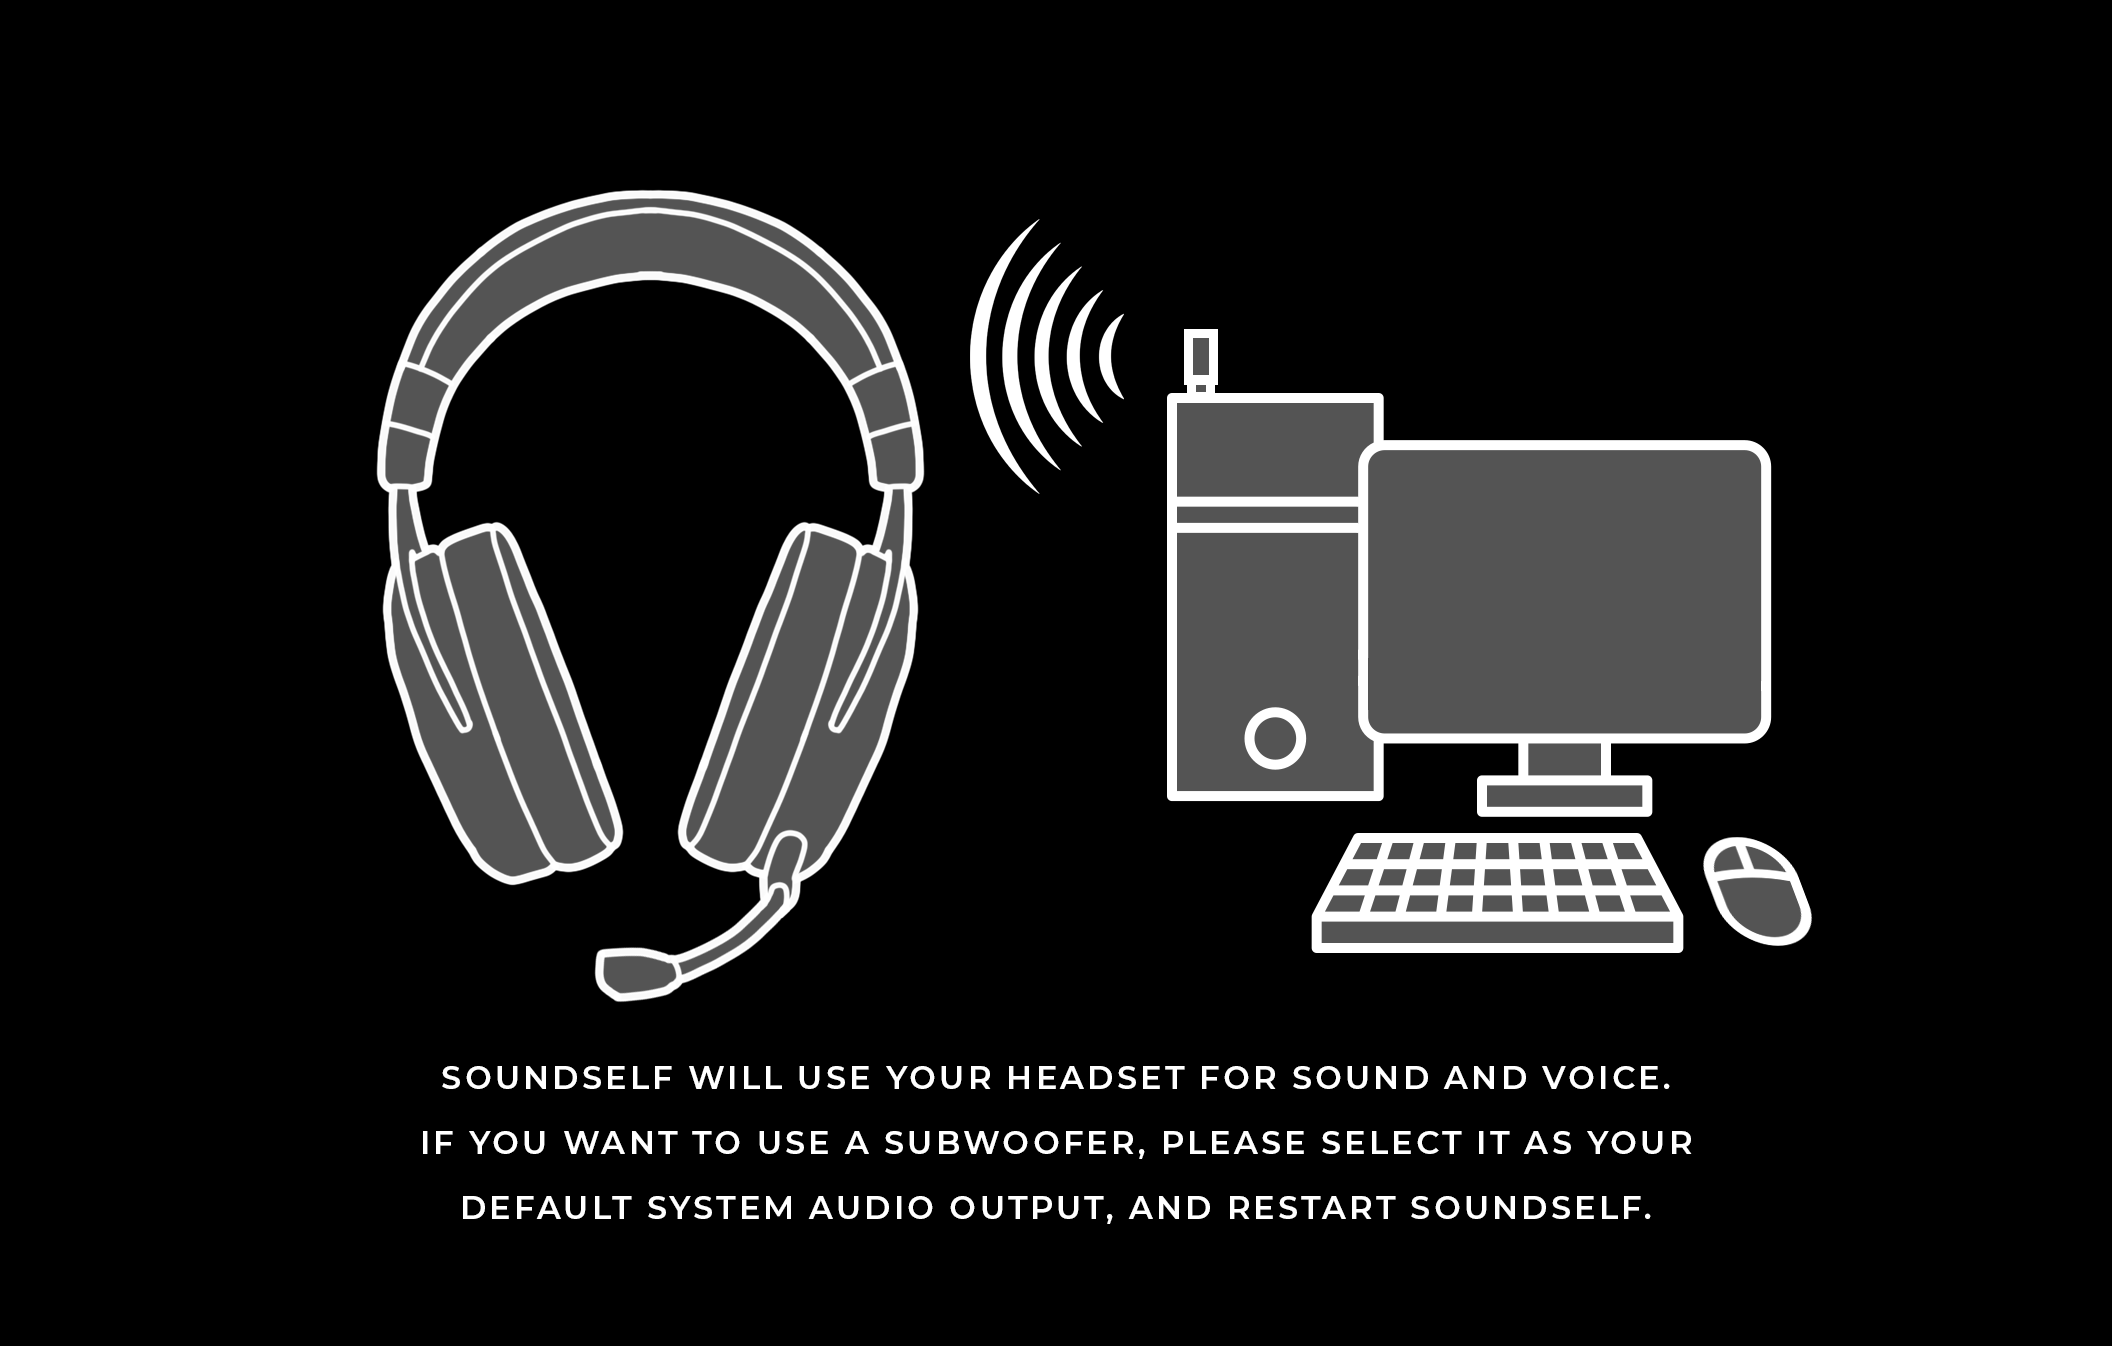 SOUNDSELF WILL USE YOUR HEADSET FOR SOUND AND VOICE.
IF YOU WANT TO USE A SUBWOOFER, PLEASE SELECT IT AS YOUR
DEFAULT SYSTEM AUDIO OUTPUT, AND RESTART SOUNDSELF.